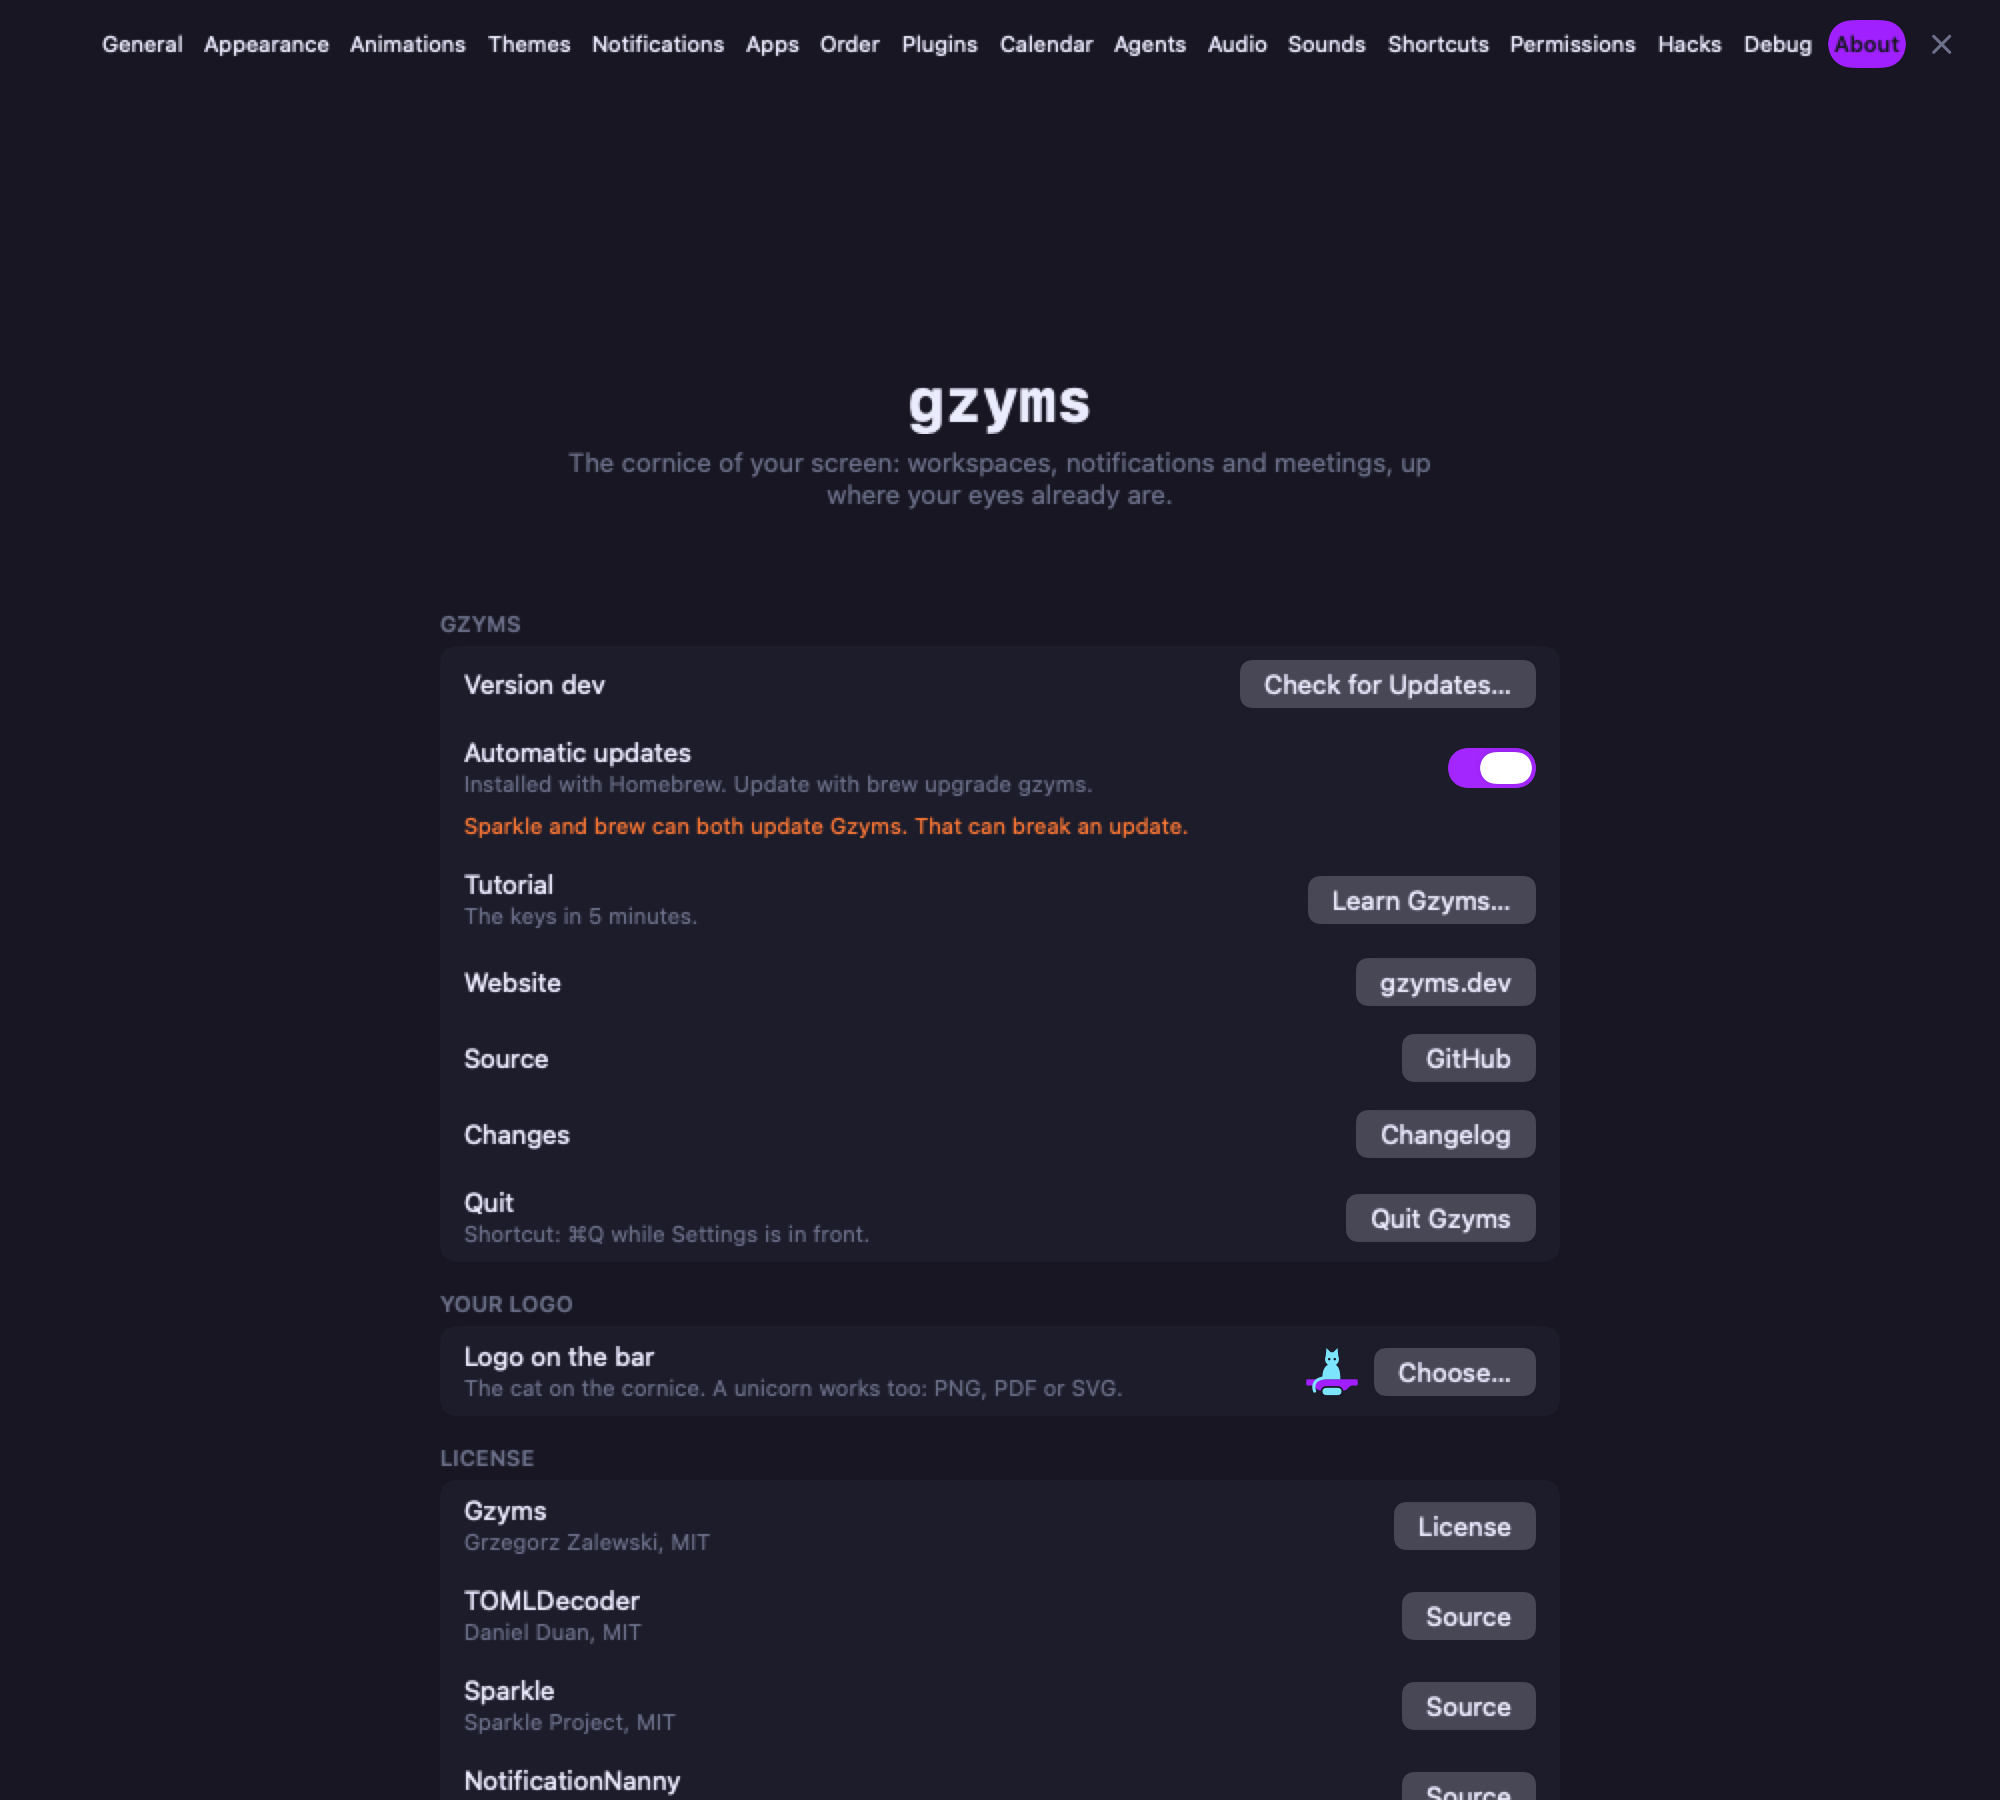 General Appearance Animations Themes Notifications Apps Order Plugins Calendar Agents Audio Sounds Shortcuts Permissions Hacks Debug About
gzyms
The cornice of your screen: workspaces, notifications and meetings, up
where your eyes already are.
GZYMS
Version dev
Check for Updates...
Automatic updates
Installed with Homebrew. Update with brew upgrade gzyms.
Sparkle and brew can both update Gzyms. That can break an update.
Tutorial
The keys in 5 minutes.
Learn Gzyms...
Website
gzyms.dev
Source
GitHub
Changes
Changelog
Quit
Shortcut: ⌘Q while Settings is in front.
Quit Gzyms
YOUR LOGO
Logo on the bar
The cat on the cornice. A unicorn works too: PNG, PDF or SVG.
Choose...
LICENSE
Gzyms
Grzegorz Zalewski, MIT
License
TOMLDecoder
Daniel Duan, MIT
Source
Sparkle
Sparkle Project, MIT
Source
NotificationNanny
Source